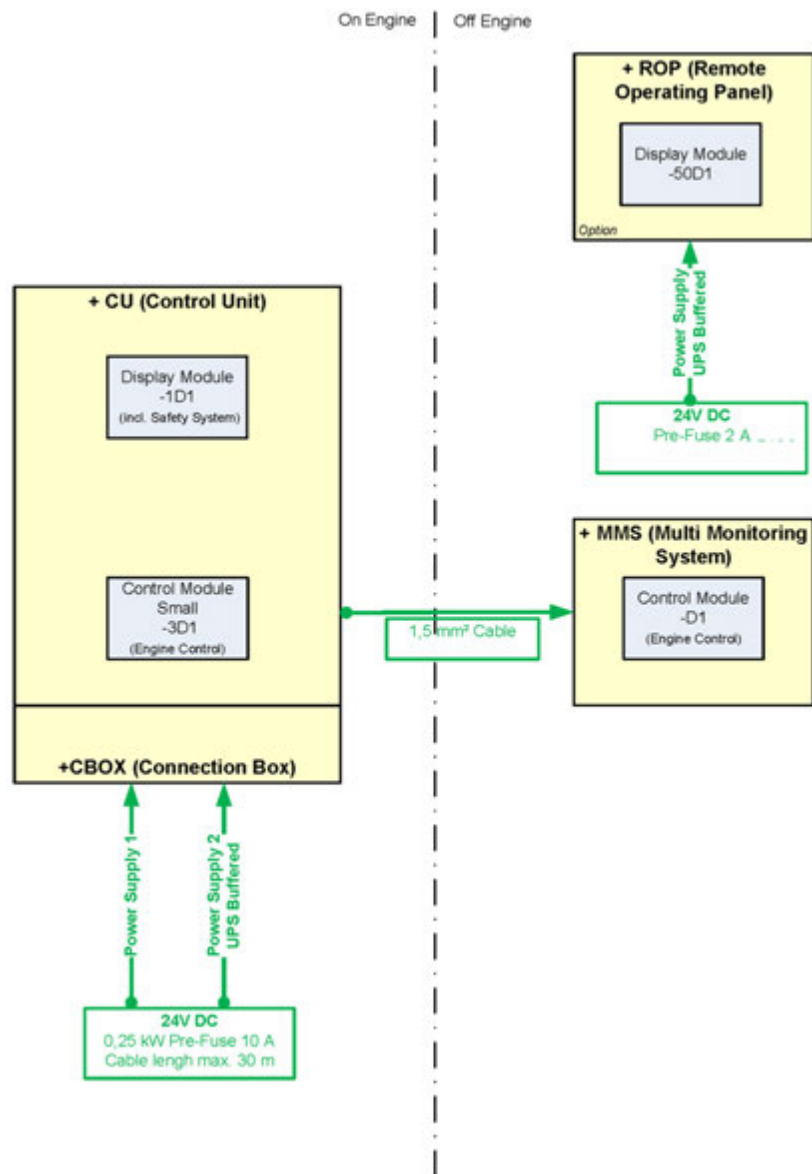 On Engine
Off Engine
+ ROP (Remote
Operating Panel)
Display Module
-50D1
Option
Power Supply
UPS Buffered
24V DC
Pre-Fuse 2 A
+ CU (Control Unit)
Display Module
-1D1
(incl. Safety System)
Control Module
Small
-3D1
(Engine Control)
1,5 mm² Cable
+ MMS (Multi Monitoring
System)
Control Module
-D1
(Engine Control)
+CBOX (Connection Box)
Power Supply 1
Power Supply 2
UPS Buffered
24V DC
0,25 kW Pre-Fuse 10 A
Cable lengh max. 30 m